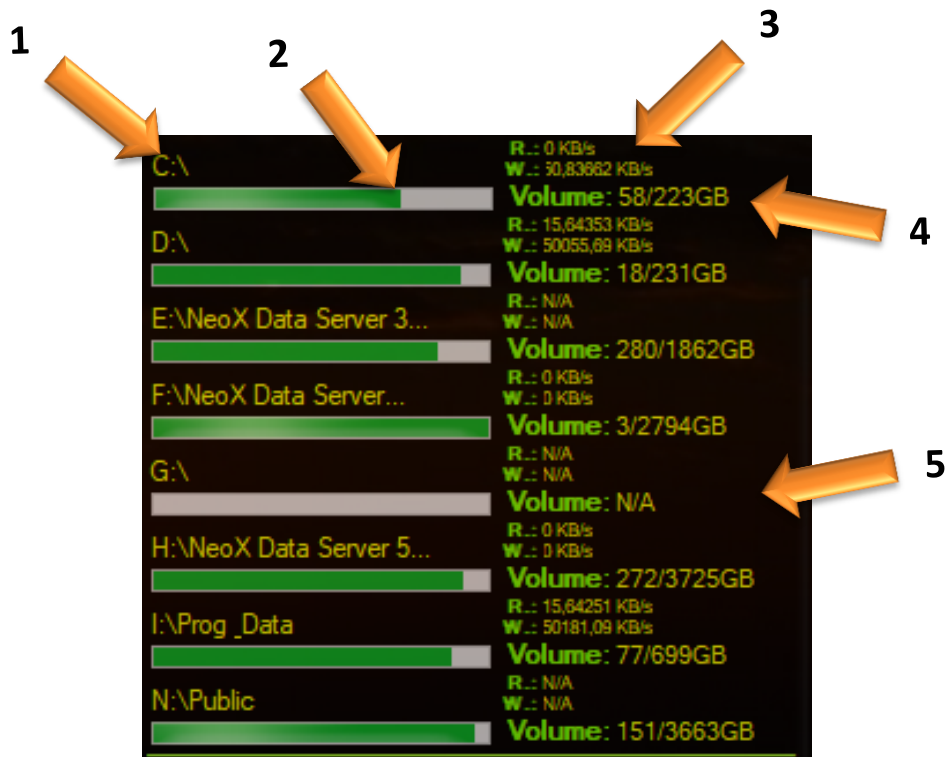 1
2
3
C:\
R..: 0 KB/s
W..: 50,83662 KB/s
Volume: 58/223GB
4
D:\
R..: 15,64353 KB/s
W..: 50055,69 KB/s
Volume: 18/231GB
E:\NeoX Data Server 3...
R..: N/A
W..: N/A
Volume: 280/1862GB
F:\NeoX Data Server...
R..: 0 KB/s
W..: 0 KB/s
Volume: 3/2794GB
5
G:\
R..: N/A
W..: N/A
Volume: N/A
H:\NeoX Data Server 5...
R..: 0 KB/s
W..: 0 KB/s
Volume: 272/3725GB
I:\Prog _Data
R..: 15,64251 KB/s
W..: 50181,09 KB/s
Volume: 77/699GB
N:\Public
R..: N/A
W..: N/A
Volume: 151/3663GB